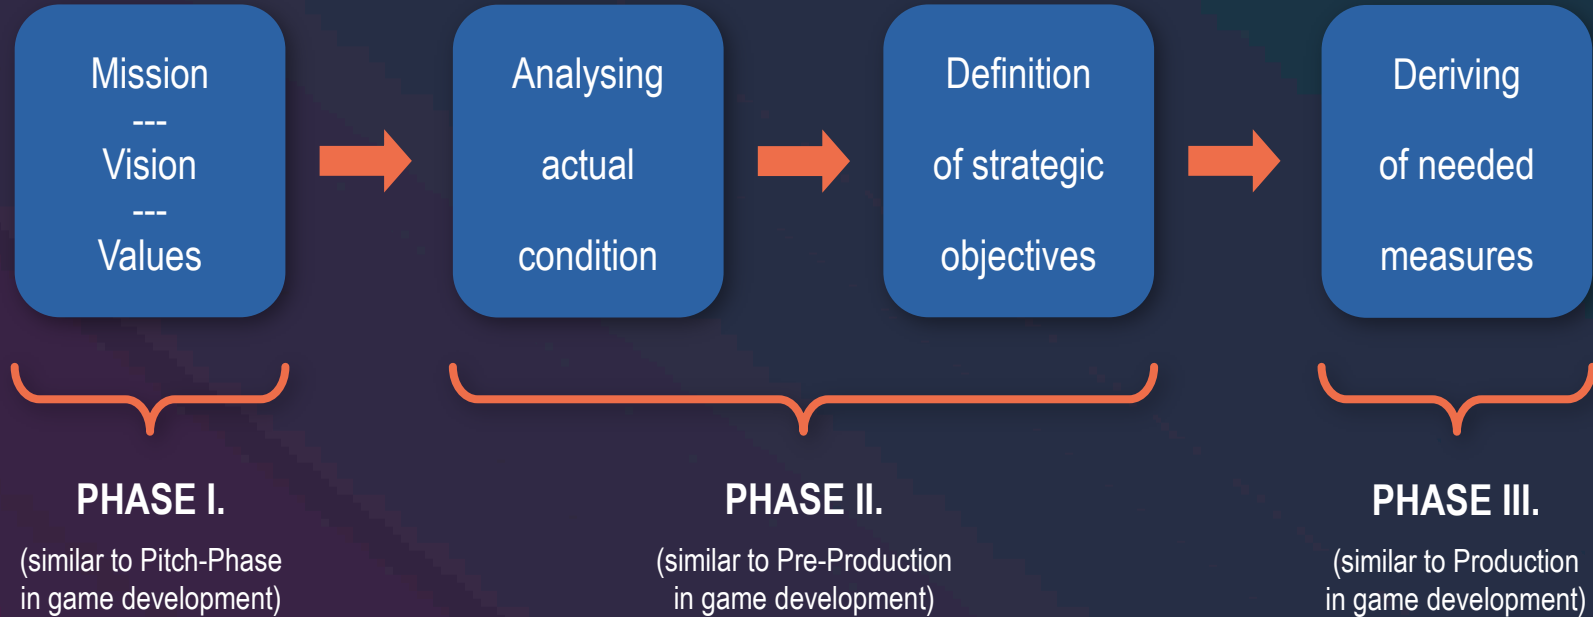 Mission
---
Vision
---
Values
Analysing
actual
condition
Definition
of strategic
objectives
Deriving
of needed
measures
PHASE I.
(similar to Pitch-Phase
in game development)
PHASE II.
(similar to Pre-Production
in game development)
PHASE III.
(similar to Production
in game development)